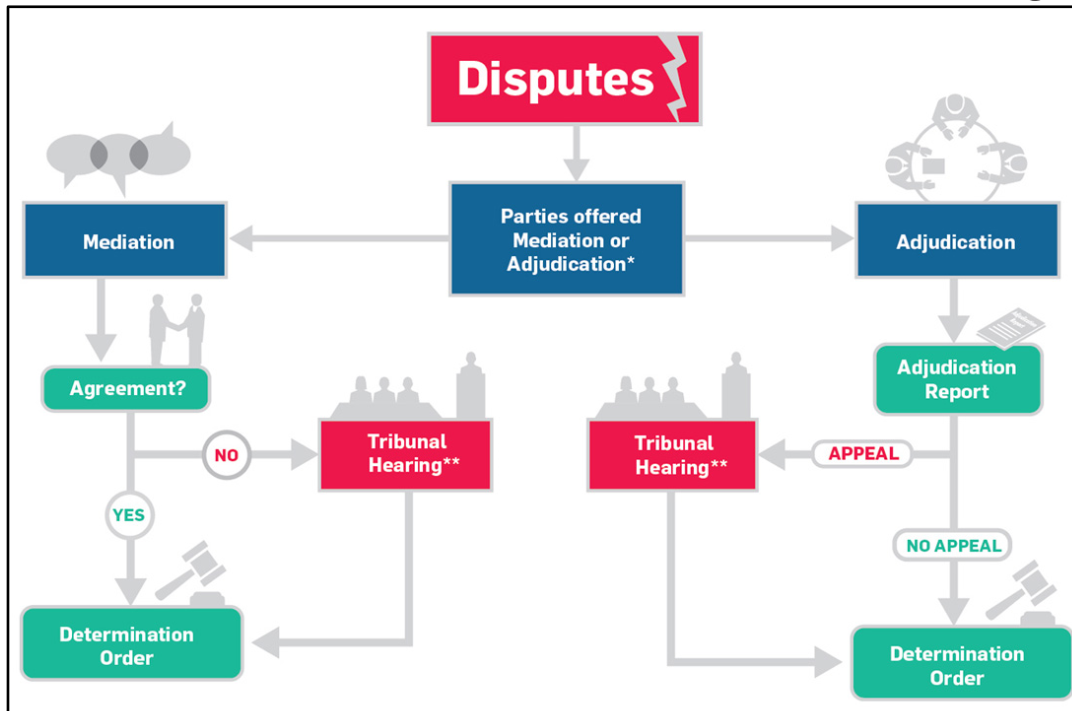 Disputes
Parties offered
Mediation or
Adjudication*
Mediation
Adjudication
Agreement?
Adjudication
Report
NO
Tribunal
Hearing**
Tribunal
Hearing**
APPEAL
YES
NO APPEAL
Determination
Order
Determination
Order